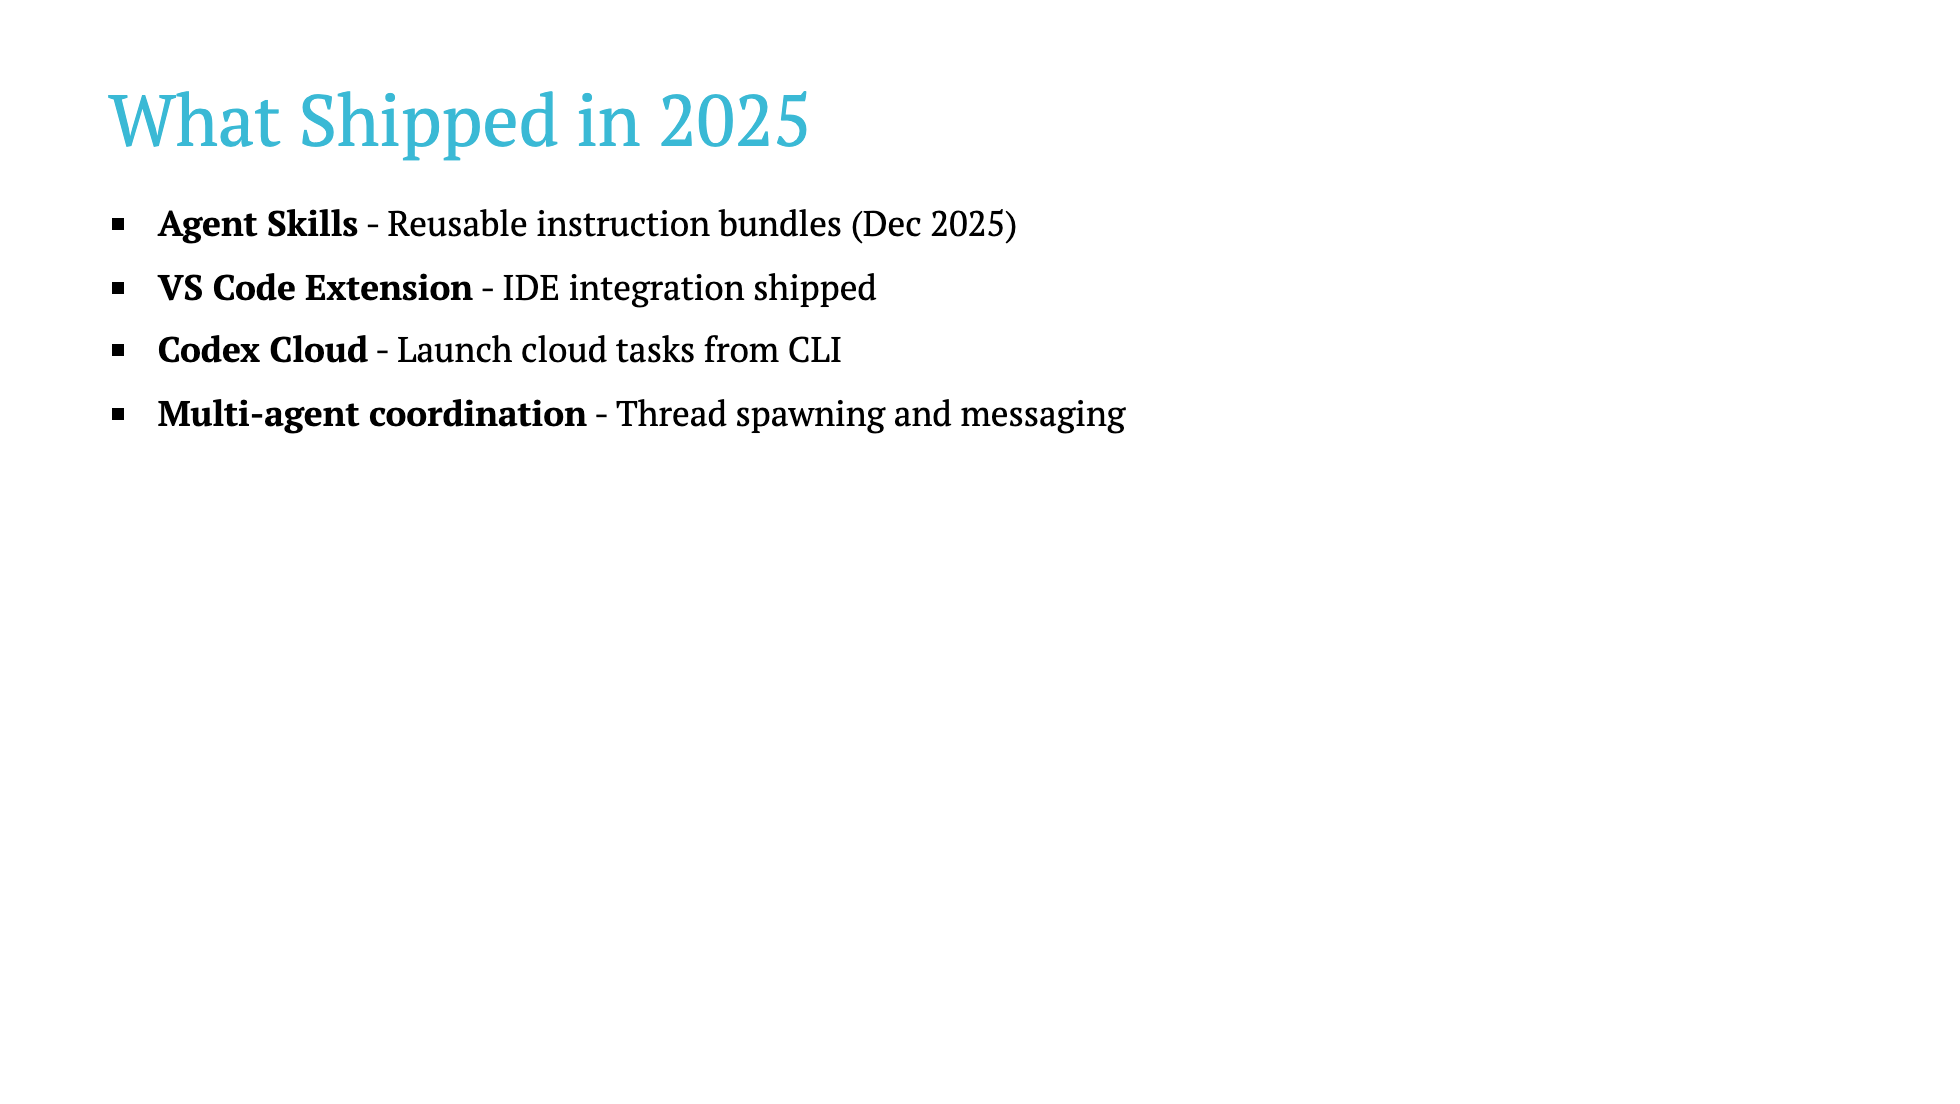 What Shipped in 2025
▪ Agent Skills - Reusable instruction bundles (Dec 2025)
▪ VS Code Extension - IDE integration shipped
▪ Codex Cloud - Launch cloud tasks from CLI
▪ Multi-agent coordination - Thread spawning and messaging